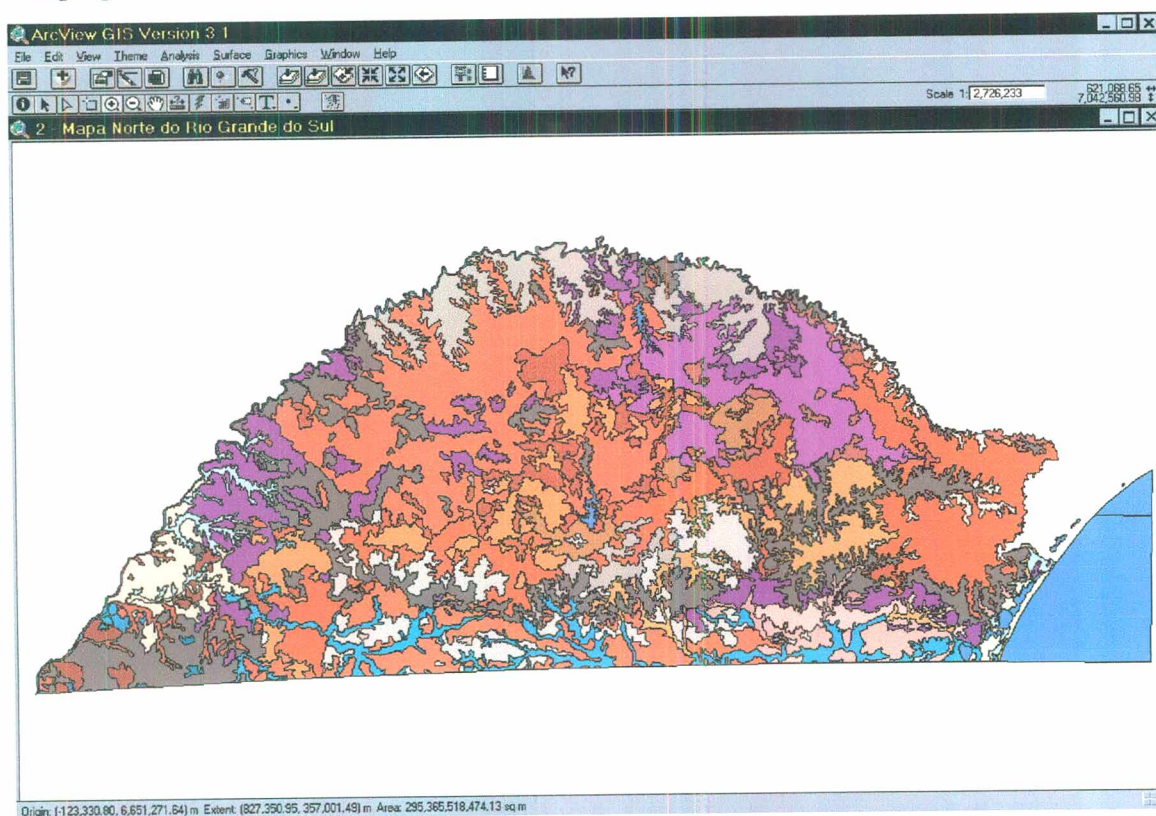 ArcView GIS Version 3.1
File Edit View Theme Analysis Surface Graphics Window Help
Scale 1: 2,726,233
621,068.65
7,042,560.98
2 - Mapa Norte do Rio Grande do Sul
Origin: (-123,330.80, 6,651,271.64) m Extent: (827,350.95, 357,001.49) m Area: 295,365,518,474.13 sq m